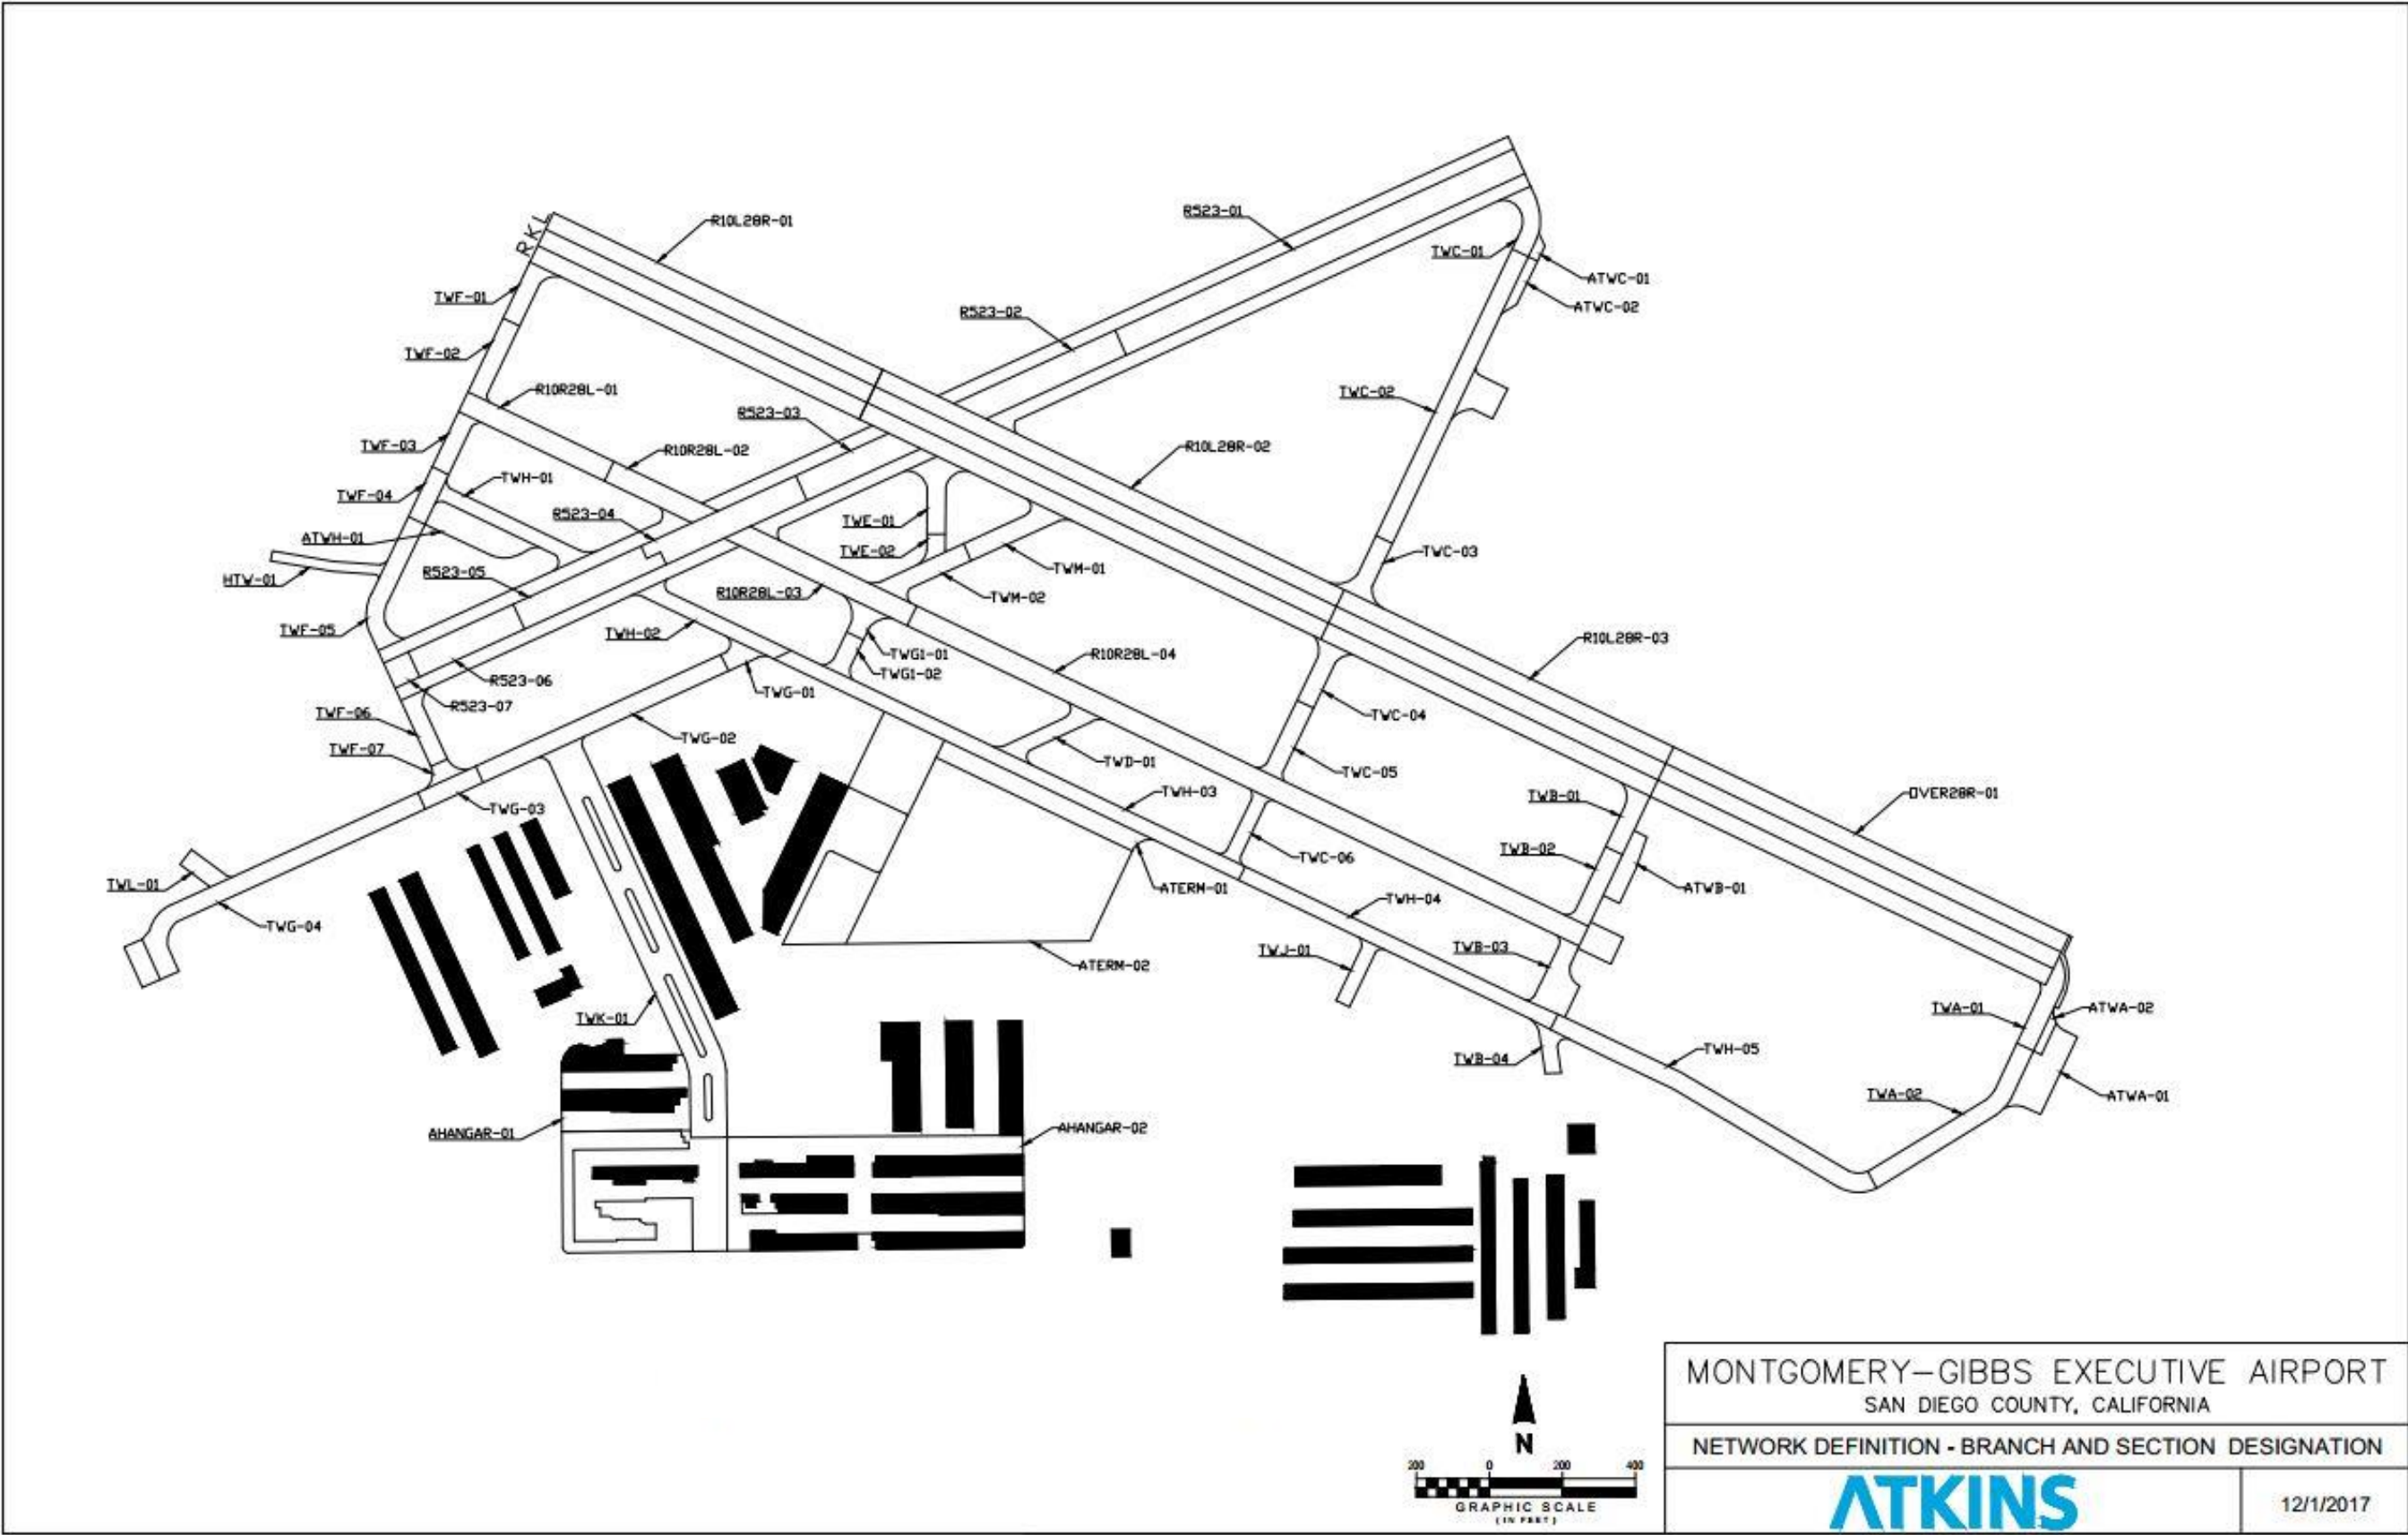 R10L28R-01
R523-01
RKL
TWC-01
ATWC-01
ATWC-02
TWF-01
R523-02
TWF-02
R10R28L-01
TWC-02
R523-03
TWF-03
R10R28L-02
R10L28R-02
TWH-01
TWF-04
R523-04
TWE-01
ATWH-01
TWE-02
TWC-03
TWM-01
HTW-01
R523-05
R10R28L-03
TWM-02
TWF-05
TWH-02
R10L28R-03
TWG1-01
R10R28L-04
TWG1-02
R523-06
TWG-01
R523-07
TWF-06
TWC-04
TWG-02
TWF-07
TWD-01
TWC-05
TWH-03
TWB-01
OVER28R-01
TWG-03
TWB-02
TWC-06
TWL-01
ATERM-01
ATWB-01
TWH-04
TWG-04
TWJ-01
TWB-03
ATERM-02
TWA-01
ATWA-02
TWK-01
TWH-05
TWB-04
TWA-02
ATWA-01
AHANGAR-01
AHANGAR-02
MONTGOMERY-GIBBS EXECUTIVE AIRPORT
SAN DIEGO COUNTY, CALIFORNIA
N
NETWORK DEFINITION - BRANCH AND SECTION DESIGNATION
200 0 200 400
GRAPHIC SCALE
(IN FEET)
ATKINS
12/1/2017